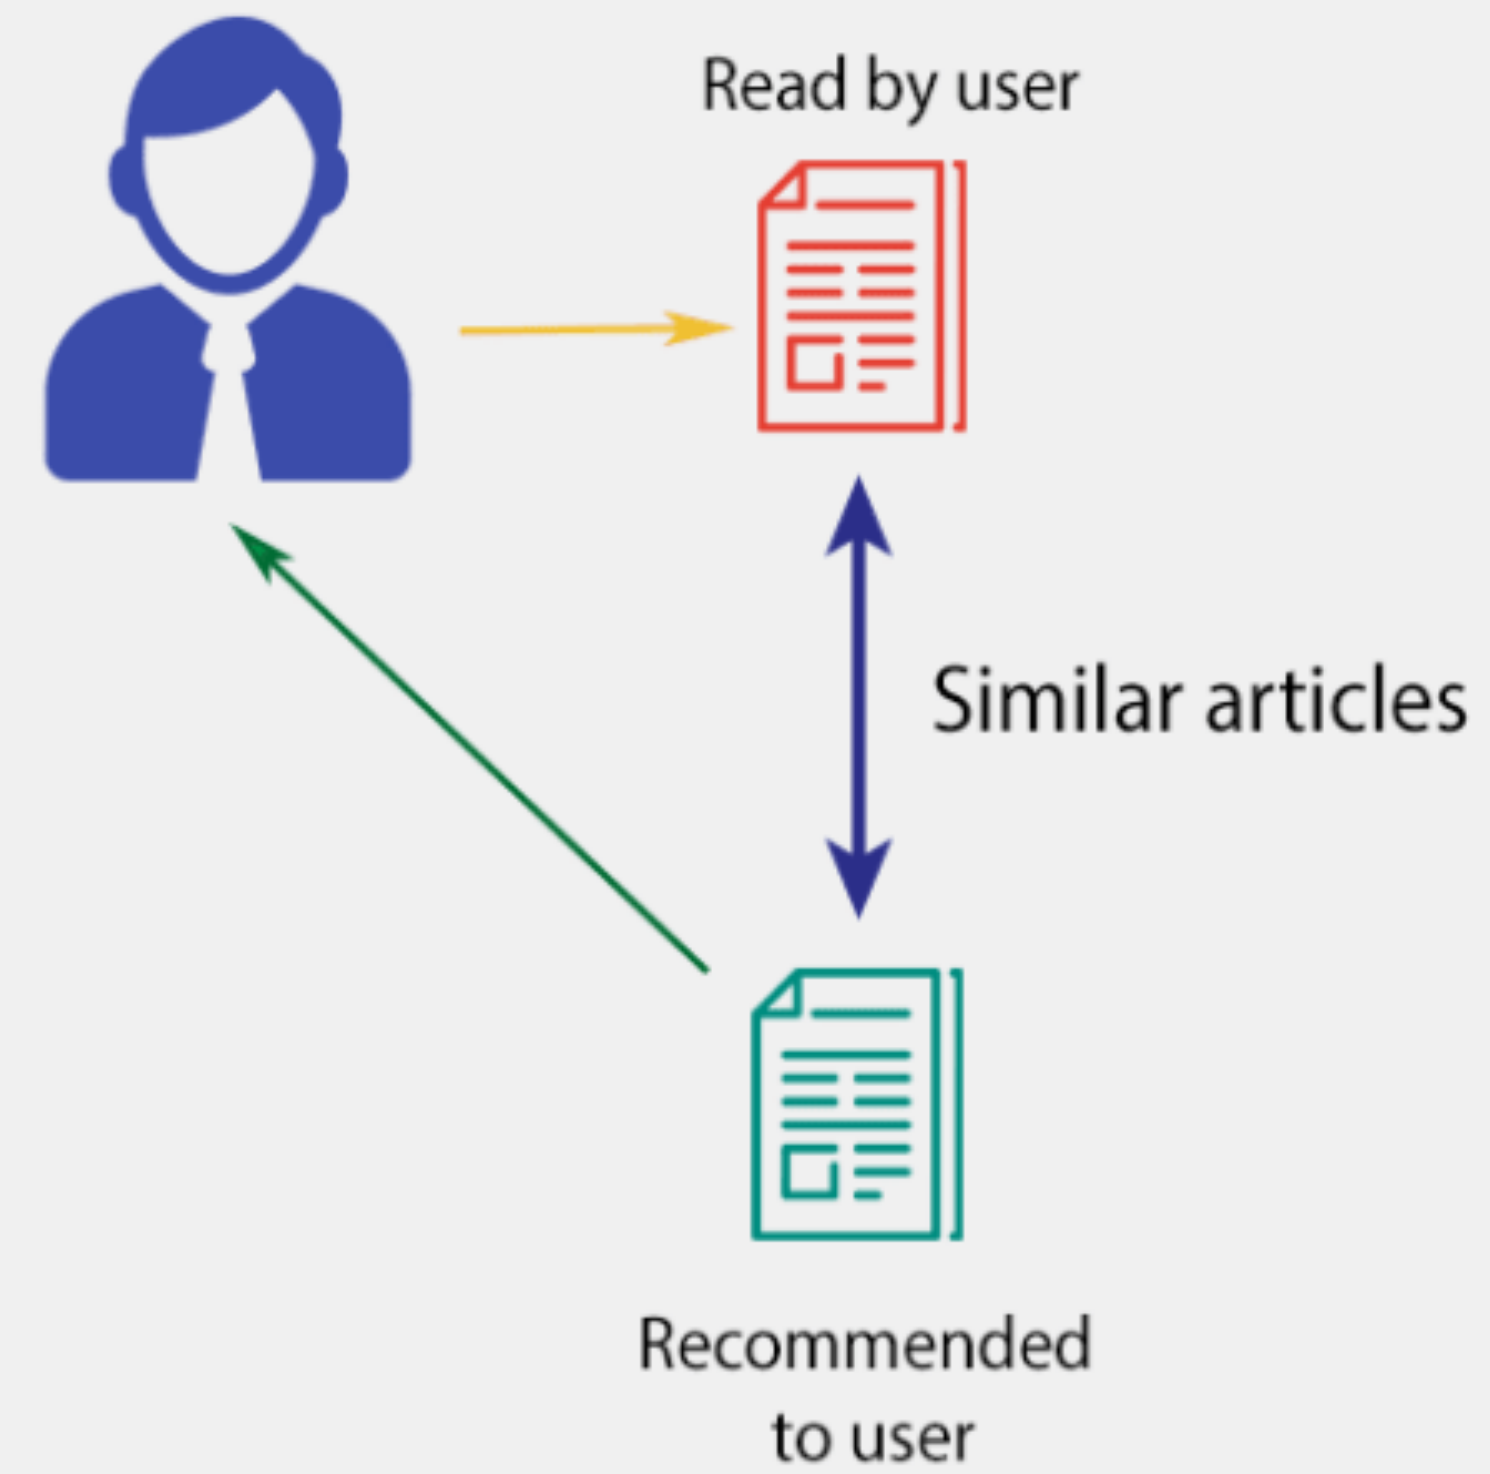 Read by user
Similar articles
Recommended
to user